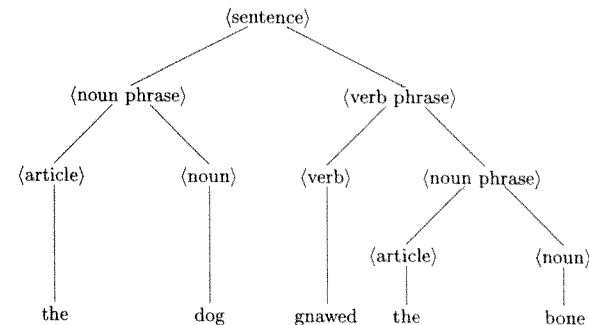 ⟨sentence⟩
⟨noun phrase⟩ ⟨verb phrase⟩
⟨article⟩ ⟨noun⟩ ⟨verb⟩ ⟨noun phrase⟩
⟨article⟩ ⟨noun⟩
the dog gnawed the bone